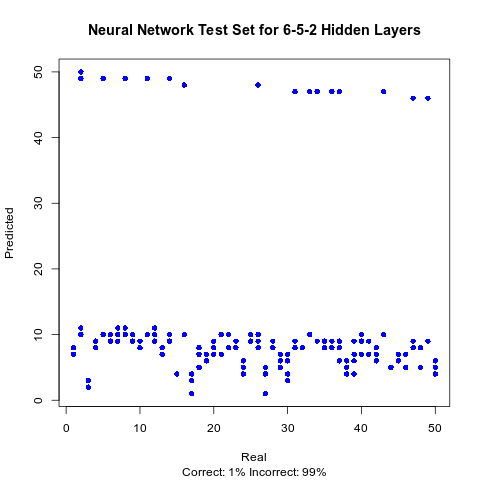 Neural Network Test Set for 6-5-2 Hidden Layers
Predicted
50
40
30
20
10
0
0 10 20 30 40 50
Real
Correct: 1% Incorrect: 99%